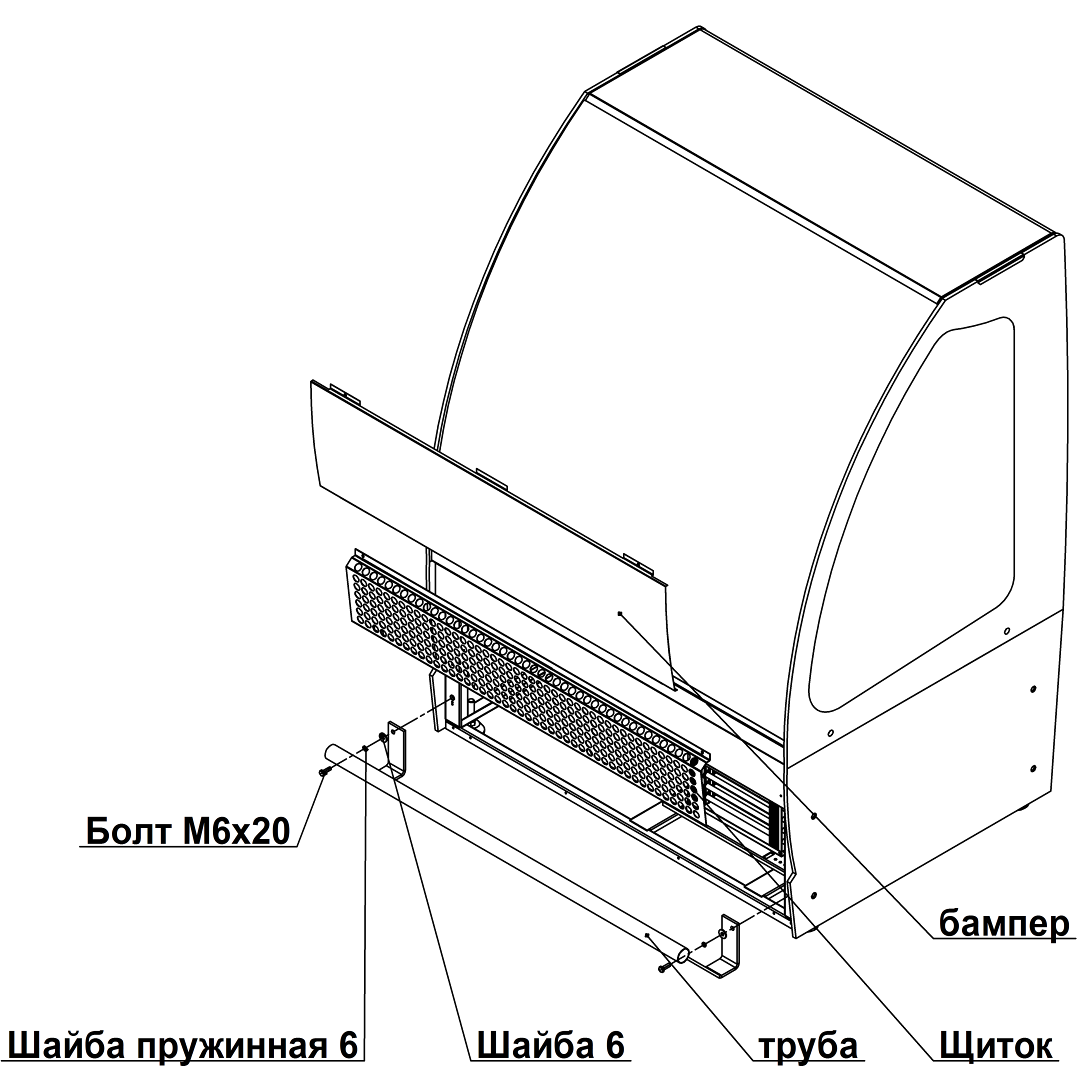 Болт М6х20
бампер
Шайба пружинная 6
Шайба 6
труба
Щиток